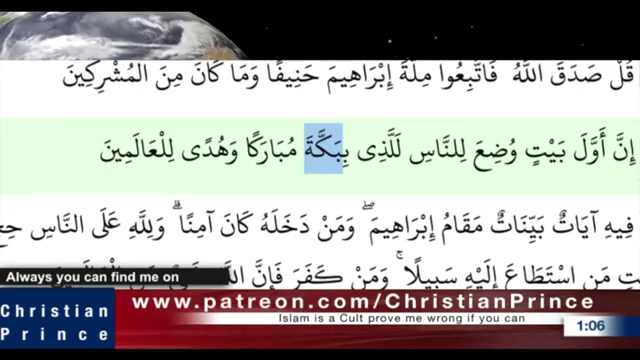 قُلْ صَدَقَ اللَّهُ فَاتَّبِعُوا مِلَّةَ إِبْرَاهِيمَ حَنِيفًا وَمَا كَانَ مِنَ الْمُشْرِكِينَ
إِنَّ أَوَّلَ بَيْتٍ وُضِعَ لِلنَّاسِ لَلَّذِى بِبَكَّةَ مُبَارَكًا وَهُدًى لِلْعَالَمِينَ
فِيهِ آيَاتٌ بَيِّنَاتٌ مَقَامُ إِبْرَاهِيمَ ۖ وَمَنْ دَخَلَهُ كَانَ آمِنًا ۗ وَلِلَّهِ عَلَى النَّاسِ
مَنِ اسْتَطَاعَ إِلَيْهِ سَبِيلًا ۚ وَمَنْ كَفَرَ فَإِنَّ
Always you can find me on
www.patreon.com/ChristianPrince
Christian
Prince
Islam is a Cult prove me wrong if you can
1:06